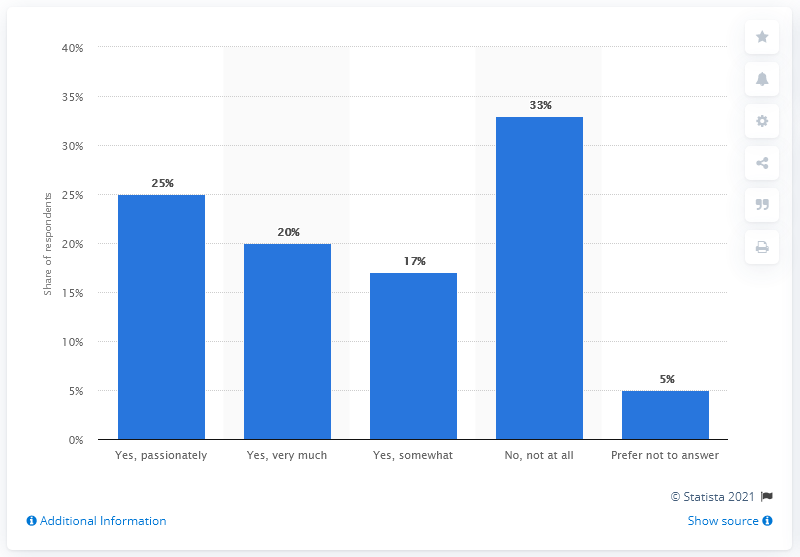 40%
35%
30%
25%
20%
15%
10%
5%
0%
Share of respondents
25%
20%
17%
33%
5%
Yes, passionately
Yes, very much
Yes, somewhat
No, not at all
Prefer not to answer
© Statista 2021
Additional Information
Show source